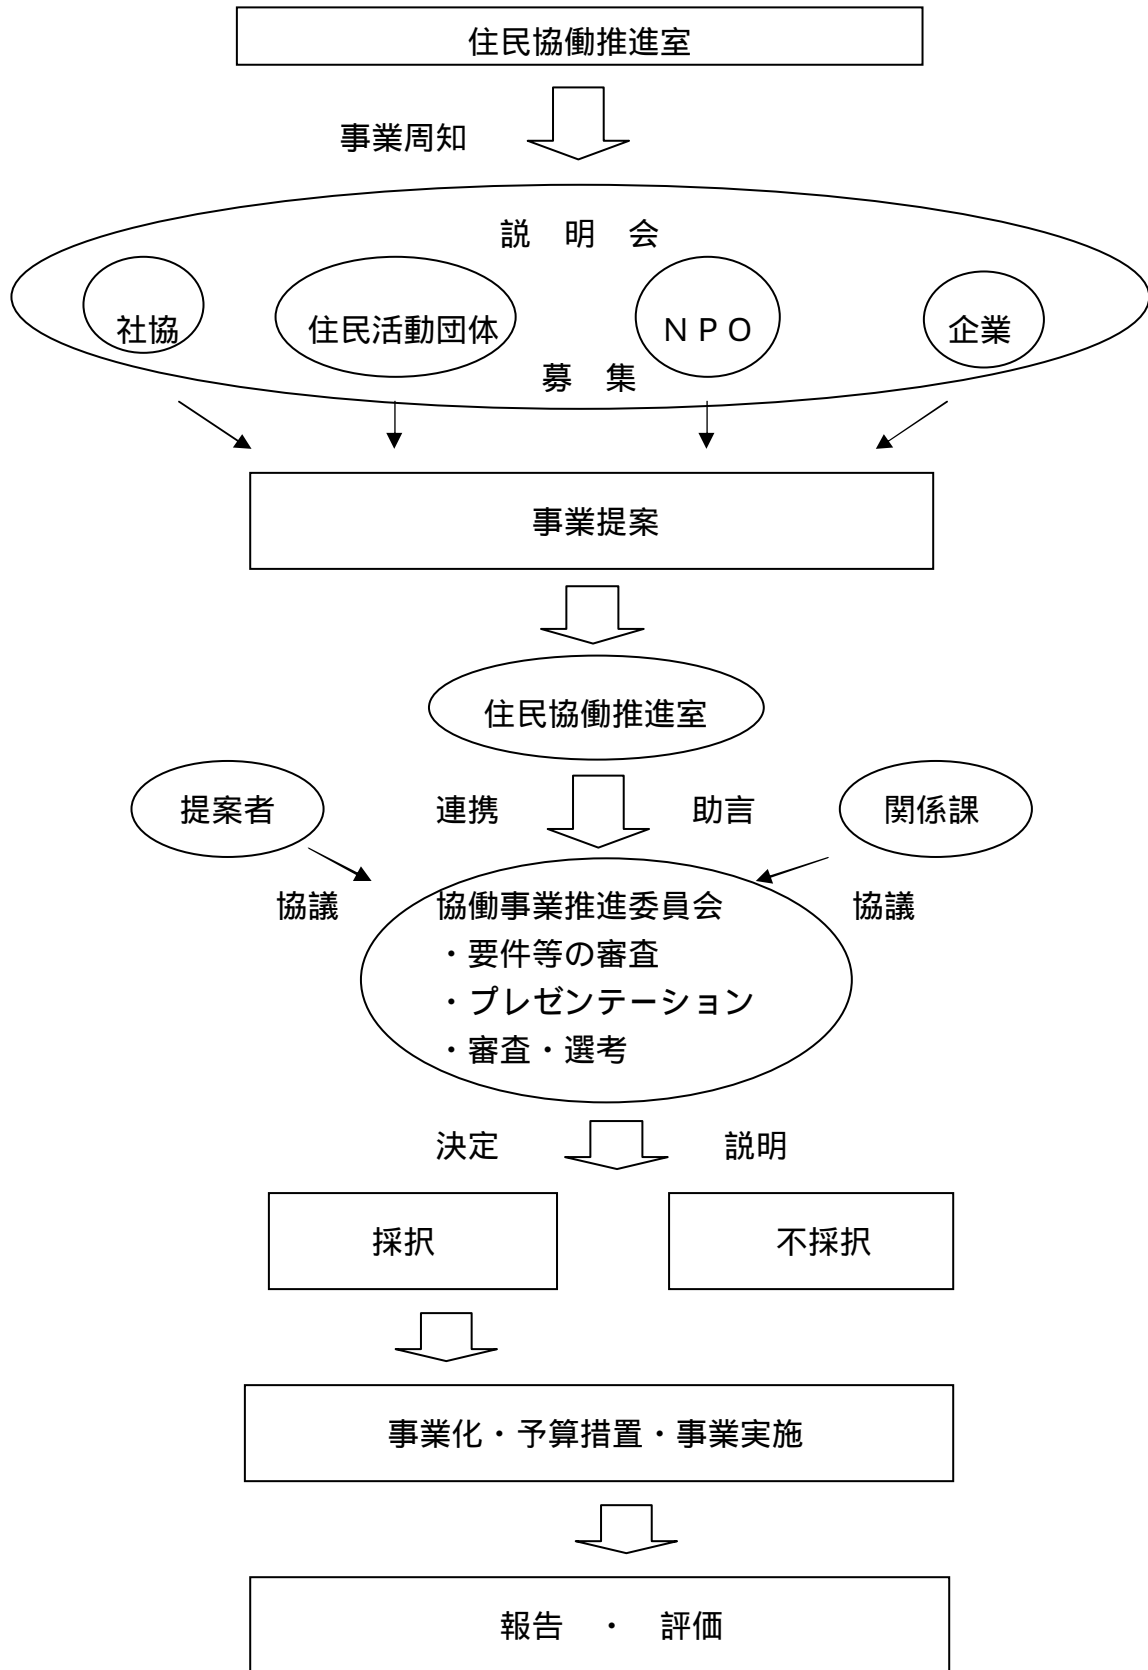 住民協働推進室
事業周知
説　明　会
社協　住民活動団体　ＮＰＯ　企業
募　集
事業提案
住民協働推進室
提案者　連携　助言　関係課
協議　協働事業推進委員会　協議
・要件等の審査
・プレゼンテーション
・審査・選考
決定　説明
採択　不採択
事業化・予算措置・事業実施
報告　・　評価